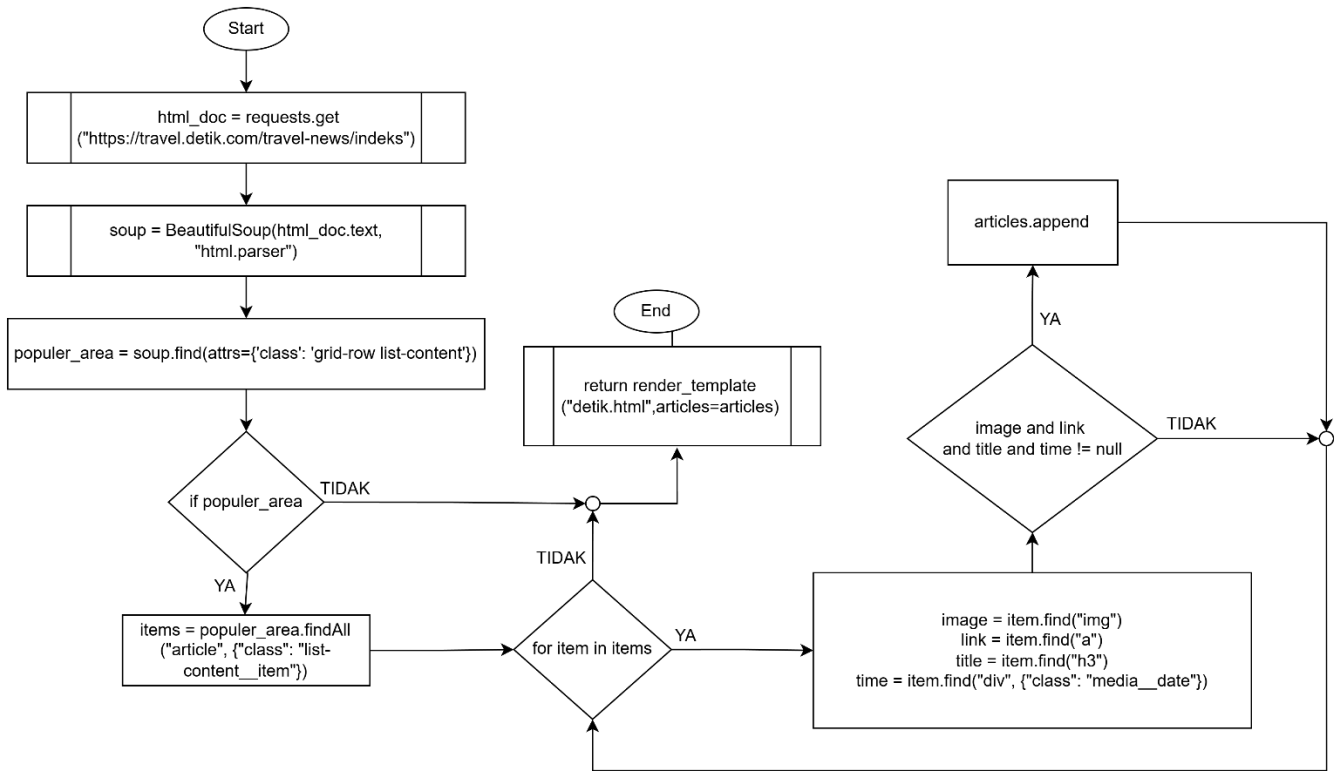 Start
html_doc = requests.get
("https://travel.detik.com/travel-news/indeks")
soup = BeautifulSoup(html_doc.text,
"html.parser")
populer_area = soup.find(attrs={'class': 'grid-row list-content'})
if populer_area
TIDAK
YA
items = populer_area.findAll
("article", {"class": "list-
content__item"})
for item in items
TIDAK
YA
End
return render_template
("detik.html",articles=articles)
image = item.find("img")
link = item.find("a")
title = item.find("h3")
time = item.find("div", {"class": "media__date"})
image and link
and title and time != null
YA
TIDAK
articles.append